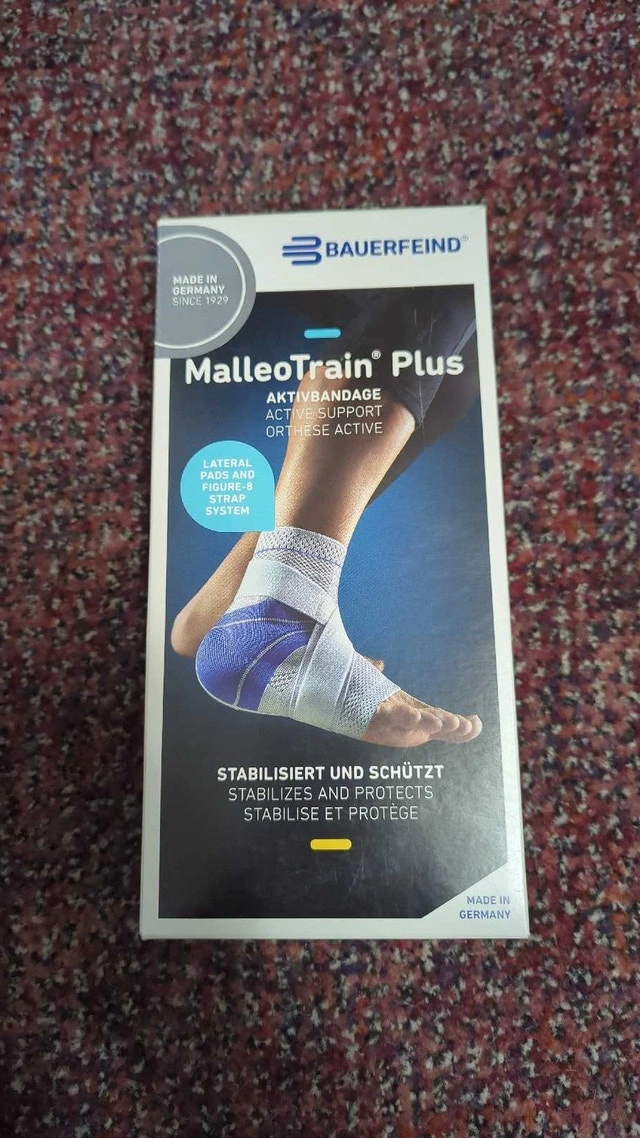 MADE IN
GERMANY
SINCE 1929
BAUERFEIND®
MalleoTrain® Plus
AKTIVBANDAGE
ACTIVE SUPPORT
ORTHÈSE ACTIVE
LATERAL
PADS AND
FIGURE-8
STRAP
SYSTEM
STABILISIERT UND SCHÜTZT
STABILIZES AND PROTECTS
STABILISE ET PROTÈGE
MADE IN
GERMANY